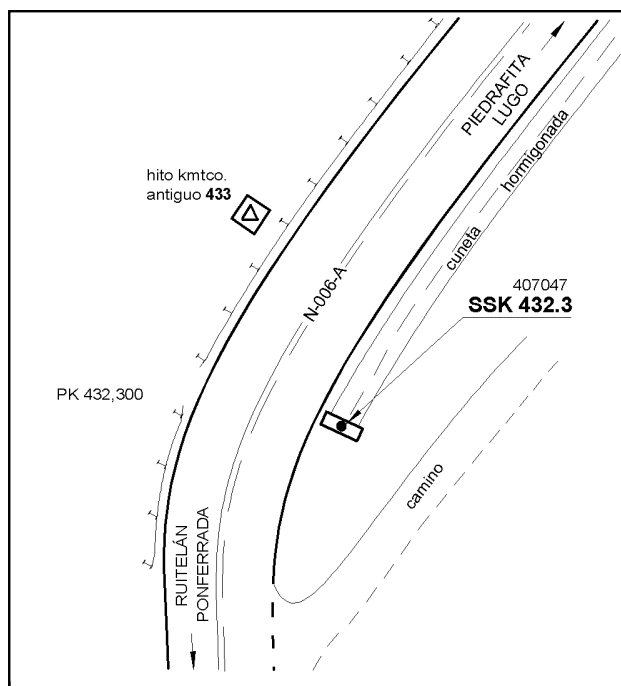 PIEDRAFITA
LUGO
hito kmtco.
antiguo 433
cuneta hormigonada
N-006-A
407047
SSK 432.3
PK 432,300
camino
RUITELÁN
PONFERRADA